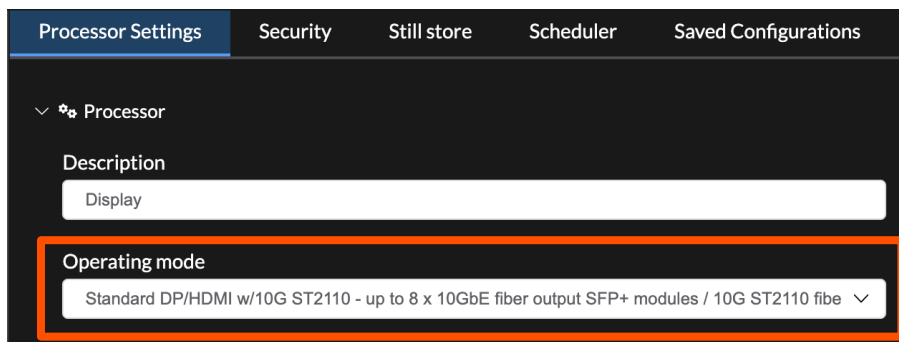 Processor Settings Security Still store Scheduler Saved Configurations
Processor
Description
Display
Operating mode
Standard DP/HDMI w/10G ST2110 - up to 8 x 10GbE fiber output SFP+ modules / 10G ST2110 fibe